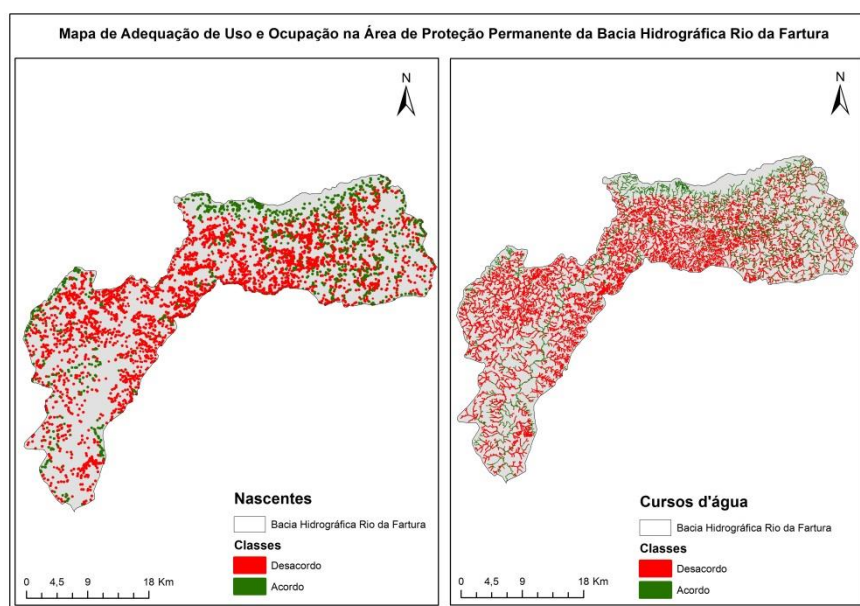 Mapa de Adequação de Uso e Ocupação na Área de Proteção Permanente da Bacia Hidrográfica Rio da Fartura
N
Nascentes
Bacia Hidrográfica Rio da Fartura
Classes
Desacordo
Acordo
0 4,5 9 18 Km
N
Cursos d'água
Bacia Hidrográfica Rio da Fartura
Classes
Desacordo
Acordo
0 4,5 9 18 Km